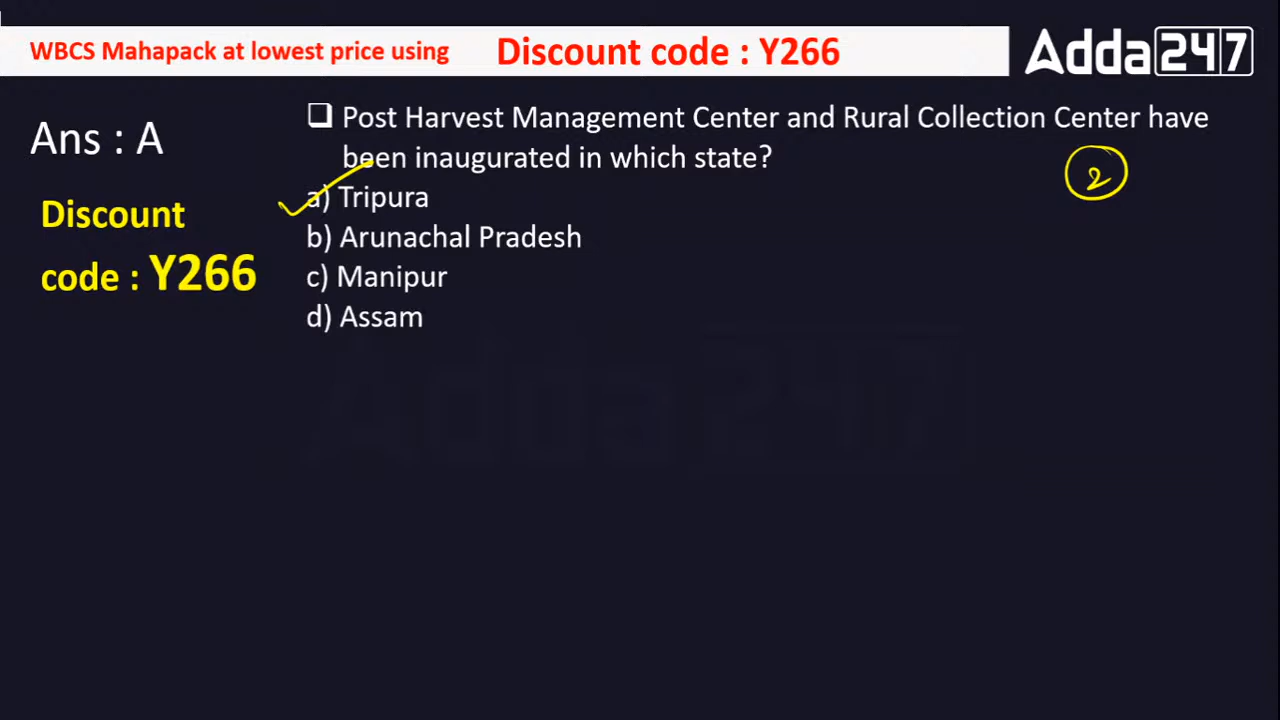 WBCS Mahapack at lowest price using Discount code : Y266
Adda247
Ans : A
Discount
code : Y266
❑ Post Harvest Management Center and Rural Collection Center have
been inaugurated in which state?
2
a) Tripura
b) Arunachal Pradesh
c) Manipur
d) Assam
Adda247